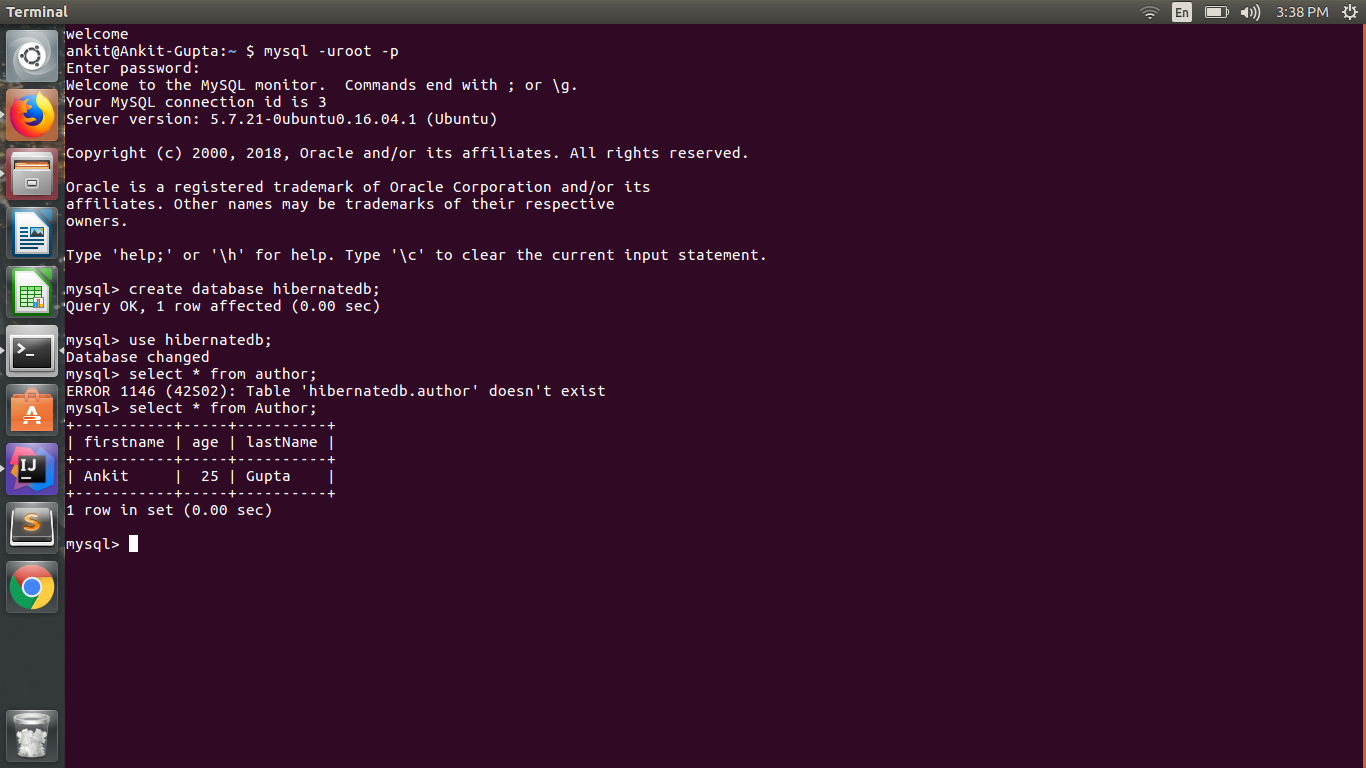 Terminal
En
3:38 PM
welcome
ankit@Ankit-Gupta:~ $ mysql -uroot -p
Enter password:
Welcome to the MySQL monitor.  Commands end with ; or \g.
Your MySQL connection id is 3
Server version: 5.7.21-0ubuntu0.16.04.1 (Ubuntu)
Copyright (c) 2000, 2018, Oracle and/or its affiliates. All rights reserved.
Oracle is a registered trademark of Oracle Corporation and/or its
affiliates. Other names may be trademarks of their respective
owners.
Type 'help;' or '\h' for help. Type '\c' to clear the current input statement.
mysql> create database hibernatedb;
Query OK, 1 row affected (0.00 sec)
mysql> use hibernatedb;
Database changed
mysql> select * from author;
ERROR 1146 (42S02): Table 'hibernatedb.author' doesn't exist
mysql> select * from Author;
+-----------+-----+----------+
| firstname | age | lastName |
+-----------+-----+----------+
| Ankit     |  25 | Gupta    |
+-----------+-----+----------+
1 row in set (0.00 sec)
mysql>
IJ
S